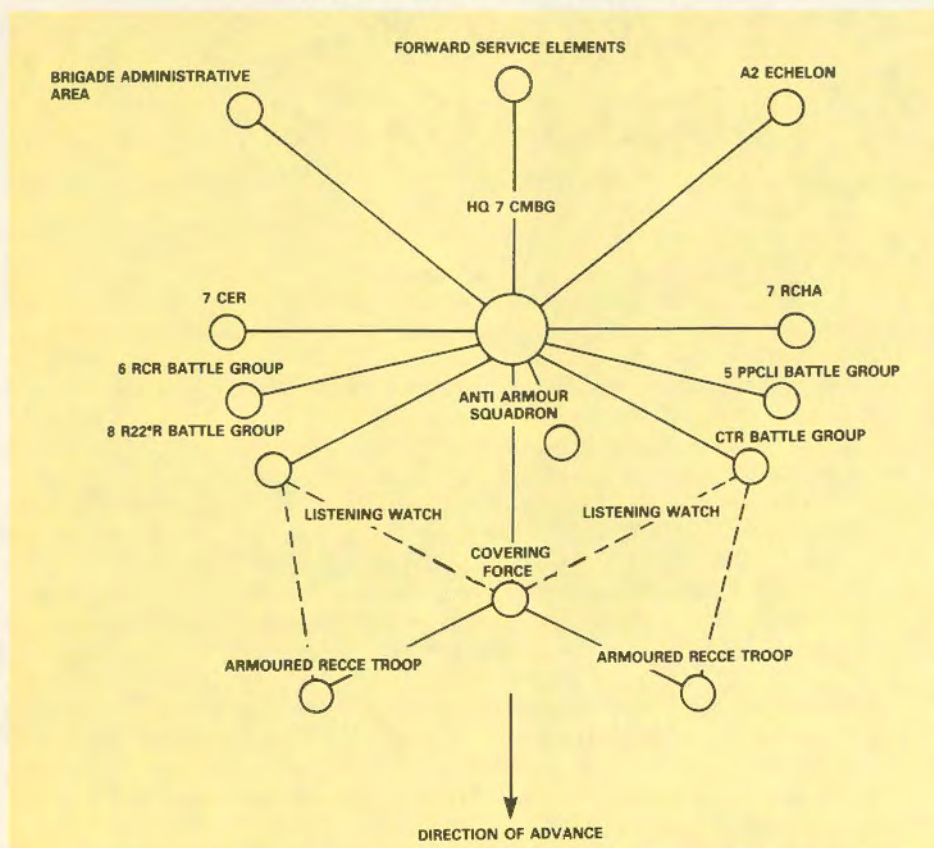 FORWARD SERVICE ELEMENTS
BRIGADE ADMINISTRATIVE
AREA
A2 ECHELON
HQ 7 CMBG
7 CER
7 RCHA
6 RCR BATTLE GROUP
5 PPCLI BATTLE GROUP
ANTI ARMOUR
SQUADRON
8 R22*R BATTLE GROUP
CTR BATTLE GROUP
LISTENING WATCH
LISTENING WATCH
COVERING
FORCE
ARMOURED RECCE TROOP
ARMOURED RECCE TROOP
DIRECTION OF ADVANCE